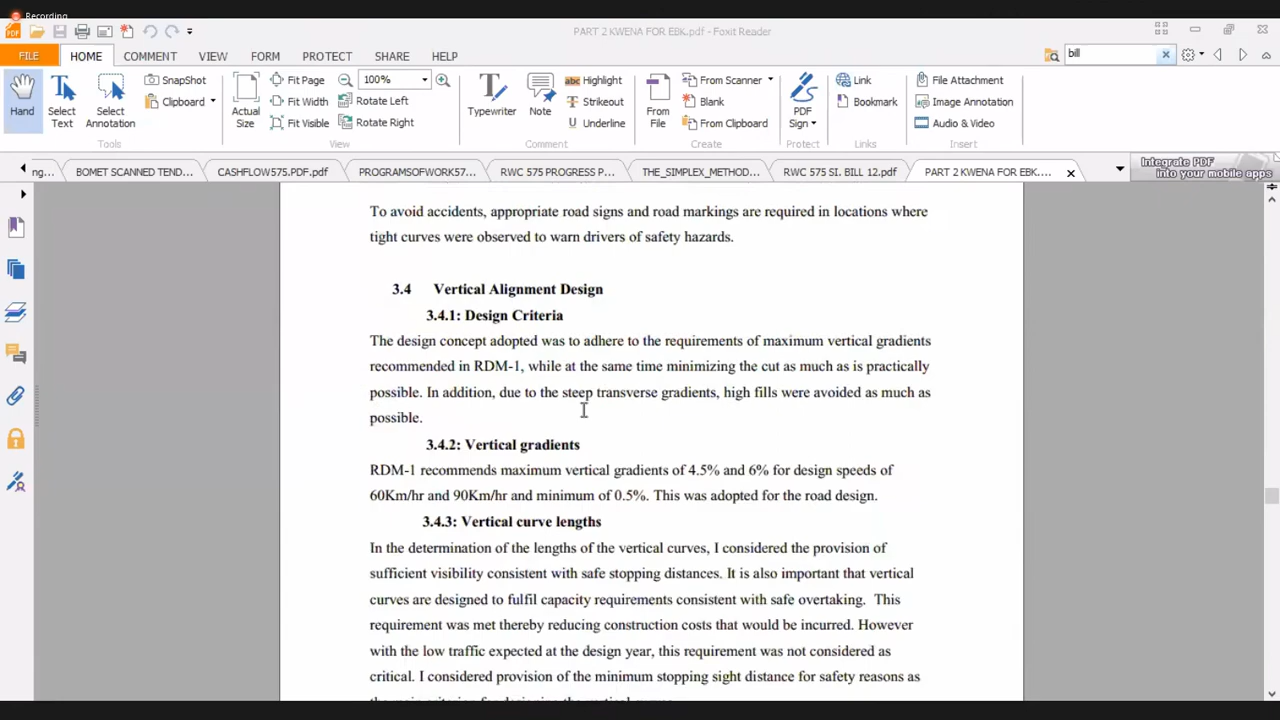 Recording
PART 2 KWENA FOR EBK.pdf - Foxit Reader
FILE HOME COMMENT VIEW FORM PROTECT SHARE HELP
bill
Hand
Select Text
Select Annotation
SnapShot
Clipboard
Tools
Actual Size
Fit Page
Fit Width
Fit Visible
100%
Rotate Left
Rotate Right
View
Typewriter
Note
Highlight
Strikeout
Underline
Comment
From File
From Scanner
Blank
From Clipboard
Create
PDF Sign
Protect
Link
Bookmark
Links
File Attachment
Image Annotation
Audio & Video
Insert
ng... BOMET SCANNED TEND... CASHFLOW575.PDF.pdf PROGRAMSOFWORK57... RWC 575 PROGRESS P... THE_SIMPLEX_METHOD... RWC 575 SI. BILL 12.pdf PART 2 KWENA FOR EBK....
Integrate PDF
into your mobile apps
To avoid accidents, appropriate road signs and road markings are required in locations where
tight curves were observed to warn drivers of safety hazards.
3.4 Vertical Alignment Design
3.4.1: Design Criteria
The design concept adopted was to adhere to the requirements of maximum vertical gradients
recommended in RDM-1, while at the same time minimizing the cut as much as is practically
possible. In addition, due to the steep transverse gradients, high fills were avoided as much as
possible.
3.4.2: Vertical gradients
RDM-1 recommends maximum vertical gradients of 4.5% and 6% for design speeds of
60Km/hr and 90Km/hr and minimum of 0.5%. This was adopted for the road design.
3.4.3: Vertical curve lengths
In the determination of the lengths of the vertical curves, I considered the provision of
sufficient visibility consistent with safe stopping distances. It is also important that vertical
curves are designed to fulfil capacity requirements consistent with safe overtaking. This
requirement was met thereby reducing construction costs that would be incurred. However
with the low traffic expected at the design year, this requirement was not considered as
critical. I considered provision of the minimum stopping sight distance for safety reasons as